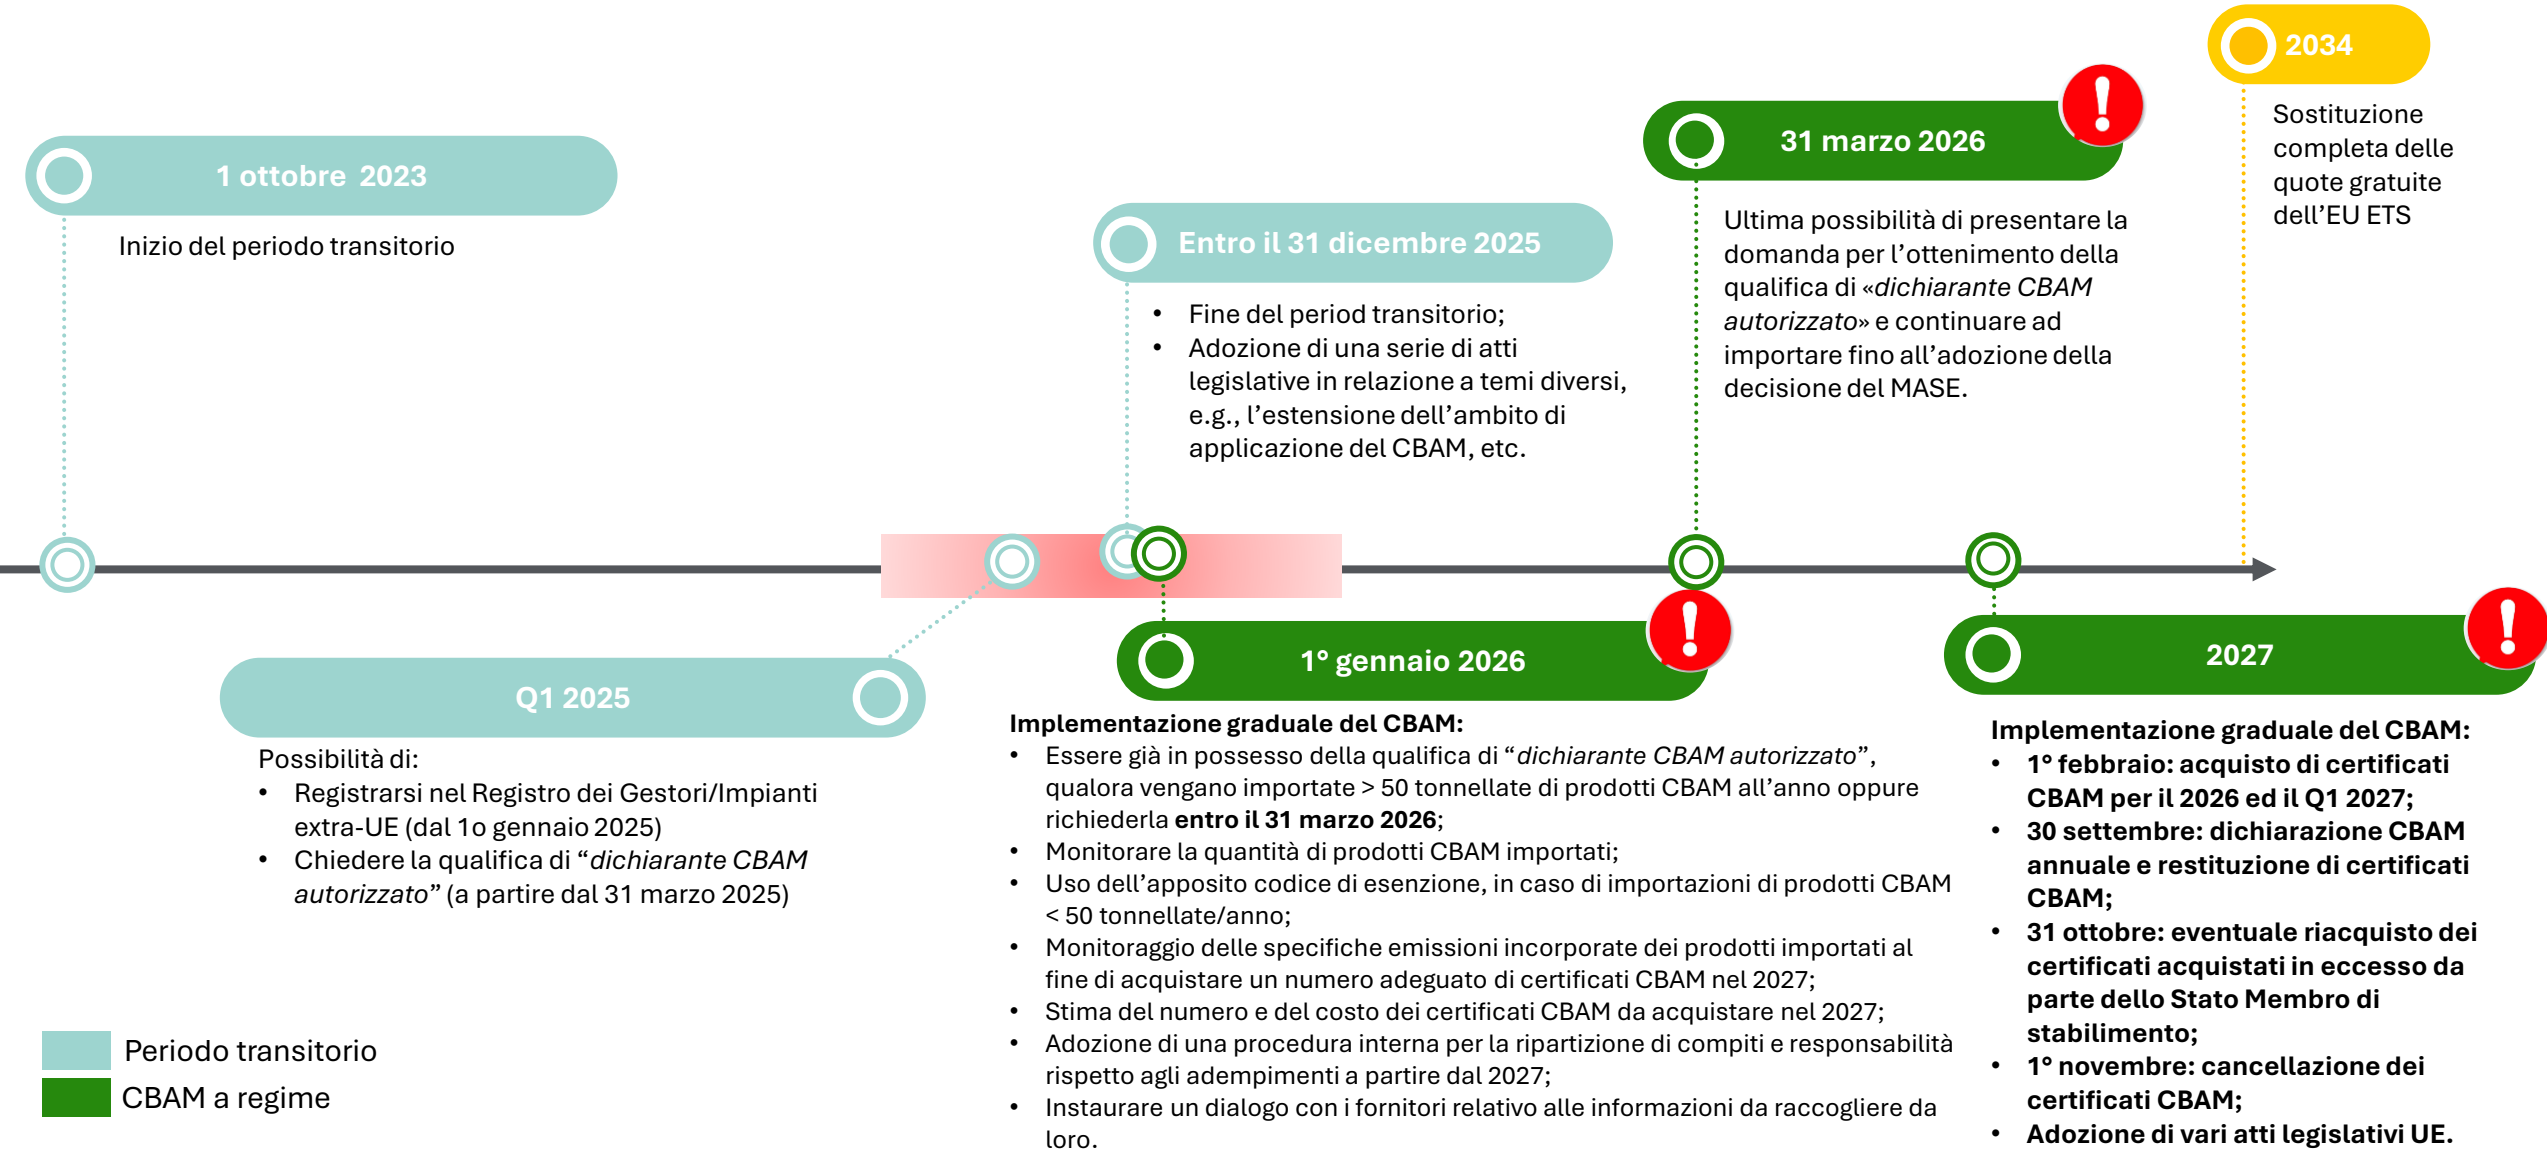 1 ottobre  2023
Inizio del periodo transitorio
Q1 2025
Possibilità di:
• Registrarsi nel Registro dei Gestori/Impianti
extra-UE (dal 1o gennaio 2025)
• Chiedere la qualifica di “dichiarante CBAM
autorizzato” (a partire dal 31 marzo 2025)
Entro il 31 dicembre 2025
• Fine del period transitorio;
• Adozione di una serie di atti
legislative in relazione a temi diversi,
e.g., l’estensione dell’ambito di
applicazione del CBAM, etc.
1° gennaio 2026
Implementazione graduale del CBAM:
• Essere già in possesso della qualifica di “dichiarante CBAM autorizzato”,
qualora vengano importate > 50 tonnellate di prodotti CBAM all’anno oppure
richiederla entro il 31 marzo 2026;
• Monitorare la quantità di prodotti CBAM importati;
• Uso dell’apposito codice di esenzione, in caso di importazioni di prodotti CBAM
< 50 tonnellate/anno;
• Monitoraggio delle specifiche emissioni incorporate dei prodotti importati al
fine di acquistare un numero adeguato di certificati CBAM nel 2027;
• Stima del numero e del costo dei certificati CBAM da acquistare nel 2027;
• Adozione di una procedura interna per la ripartizione di compiti e responsabilità
rispetto agli adempimenti a partire dal 2027;
• Instaurare un dialogo con i fornitori relativo alle informazioni da raccogliere da
loro.
31 marzo 2026
Ultima possibilità di presentare la
domanda per l’ottenimento della
qualifica di «dichiarante CBAM
autorizzato» e continuare ad
importare fino all’adozione della
decisione del MASE.
2027
Implementazione graduale del CBAM:
• 1° febbraio: acquisto di certificati
CBAM per il 2026 ed il Q1 2027;
• 30 settembre: dichiarazione CBAM
annuale e restituzione di certificati
CBAM;
• 31 ottobre: eventuale riacquisto dei
certificati acquistati in eccesso da
parte dello Stato Membro di
stabilimento;
• 1° novembre: cancellazione dei
certificati CBAM;
• Adozione di vari atti legislativi UE.
2034
Sostituzione
completa delle
quote gratuite
dell’EU ETS
Periodo transitorio
CBAM a regime